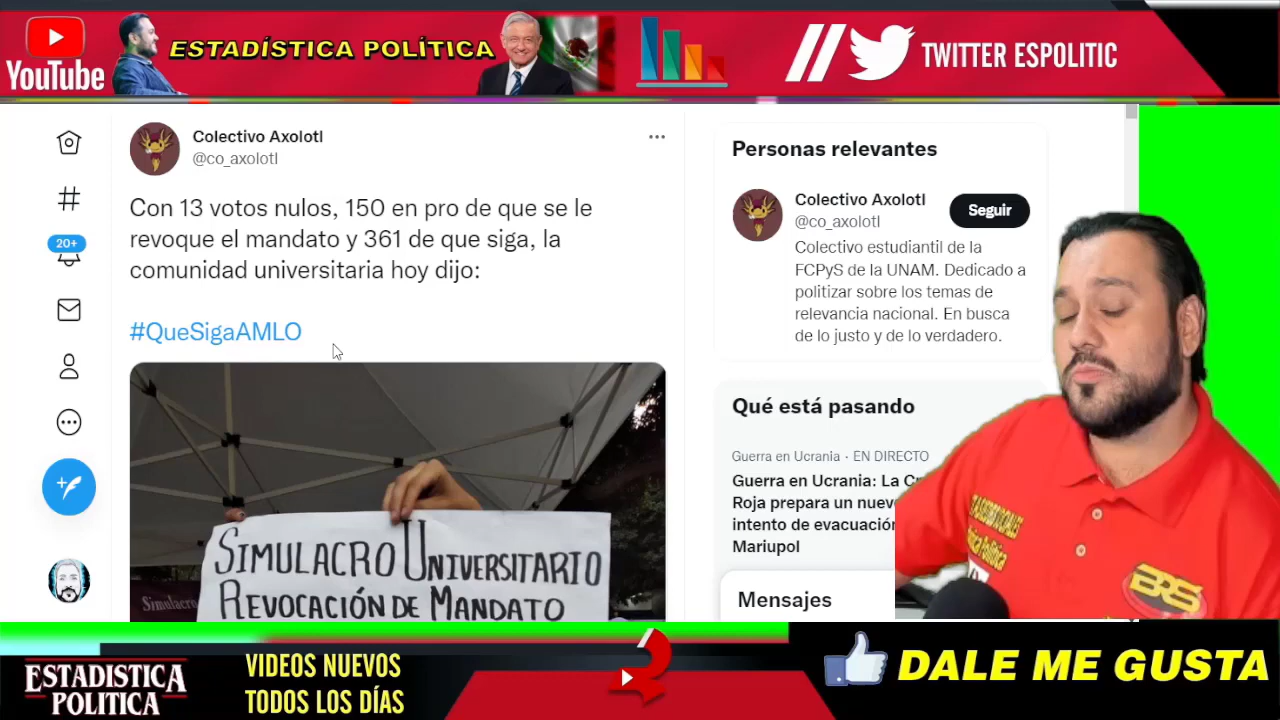 YouTube
ESTADÍSTICA POLÍTICA
TWITTER ESPOLITIC
Colectivo Axolotl
@co_axolotl
Con 13 votos nulos, 150 en pro de que se le
revoque el mandato y 361 de que siga, la
comunidad universitaria hoy dijo:
#QueSigaAMLO
SIMULACRO UNIVERSITARIO
REVOCACIÓN DE MANDATO
Simulacro
20+
Personas relevantes
Colectivo Axolotl
@co_axolotl
Seguir
Colectivo estudiantil de la
FCPyS de la UNAM. Dedicado a
politizar sobre los temas de
relevancia nacional. En busca
de lo justo y de lo verdadero.
Qué está pasando
Guerra en Ucrania · EN DIRECTO
Guerra en Ucrania: La Cr
Roja prepara un nuev
intento de evacuación
Mariupol
Mensajes
BRS
ESTADISTICA
POLÍTICA
VIDEOS NUEVOS
TODOS LOS DÍAS
DALE ME GUSTA